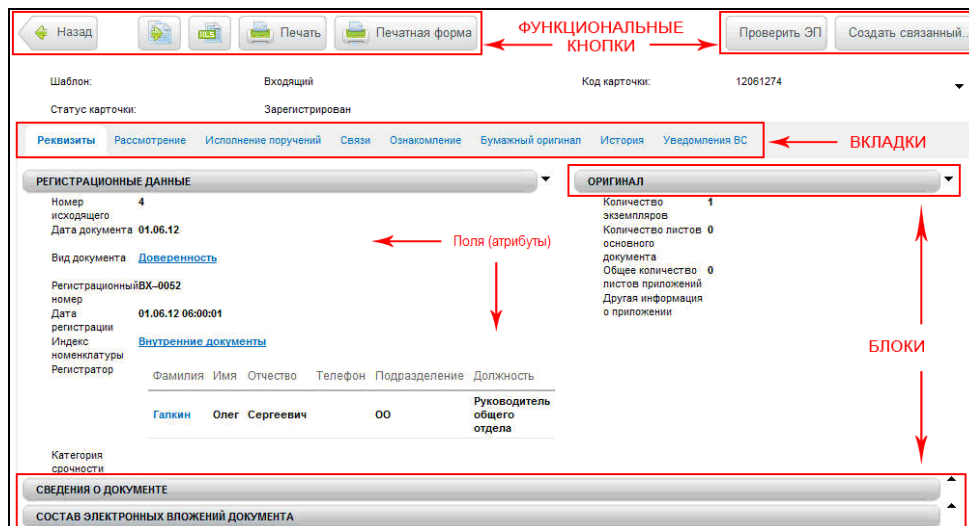 Назад
XLS
Печать
Печатная форма
ФУНКЦИОНАЛЬНЫЕ
КНОПКИ
Проверить ЭП
Создать связанный...
Шаблон:
Входящий
Код карточки:
12061274
Статус карточки:
Зарегистрирован
Реквизиты
Рассмотрение
Исполнение поручений
Связи
Ознакомление
Бумажный оригинал
История
Уведомления ВС
ВКЛАДКИ
РЕГИСТРАЦИОННЫЕ ДАННЫЕ
Номер
исходящего
4
Дата документа 01.06.12
Вид документа Доверенность
Регистрационный ВХ–0052
номер
Дата
регистрации
01.06.12 06:00:01
Индекс
номенклатуры
Внутренние документы
Регистратор
Фамилия Имя Отчество Телефон Подразделение Должность
Галкин Олег Сергеевич ОО
Руководитель
общего
отдела
Категория
срочности
Поля (атрибуты)
ОРИГИНАЛ
Количество
экземпляров
1
Количество листов 0
основного
документа
Общее количество 0
листов приложений
Другая информация
о приложении
БЛОКИ
СВЕДЕНИЯ О ДОКУМЕНТЕ
СОСТАВ ЭЛЕКТРОННЫХ ВЛОЖЕНИЙ ДОКУМЕНТА